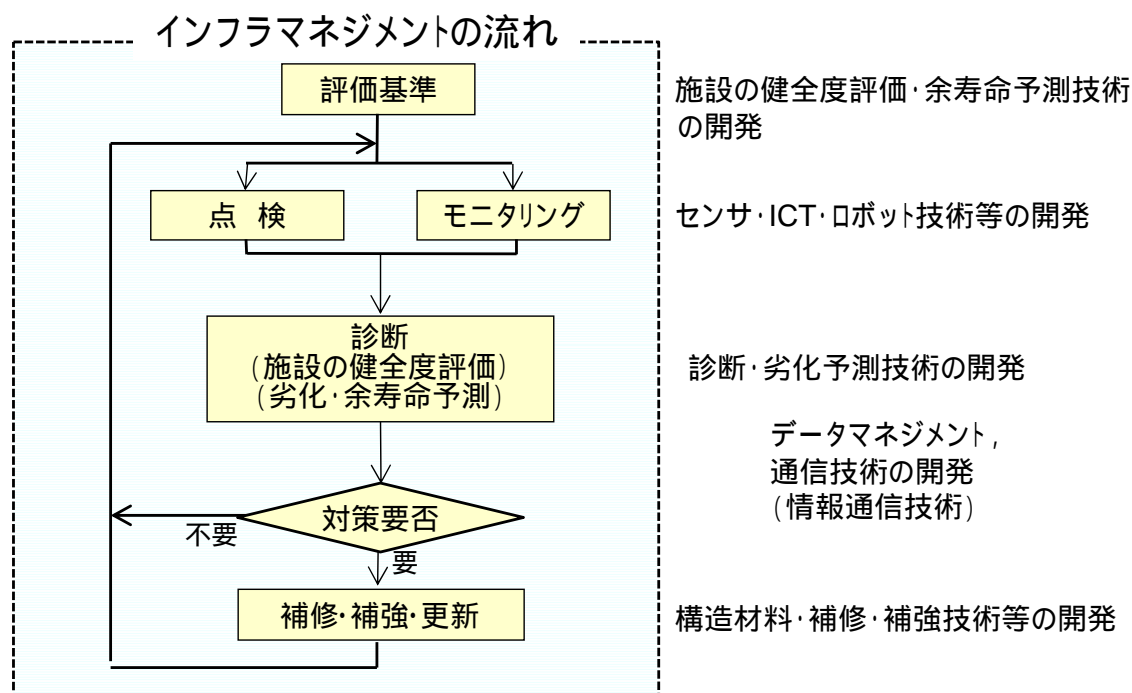 インフラマネジメントの流れ
評価基準
施設の健全度評価･余寿命予測技術
の開発
点 検
モニタリング
センサ･ICT･ロボット技術等の開発
診断
(施設の健全度評価)
(劣化･余寿命予測)
診断･劣化予測技術の開発
データマネジメント,
通信技術の開発
(情報通信技術)
対策要否
不要
要
補修･補強･更新
構造材料･補修･補強技術等の開発